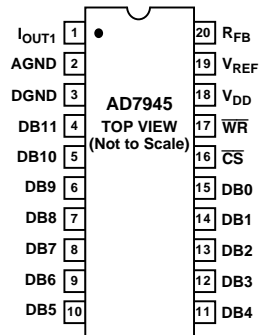 IOUT1 1 20 RFB
AGND 2 19 VREF
DGND 3 18 VDD
AD7945
DB11 4 17 WR
TOP VIEW
(Not to Scale)
DB10 5 16 CS
DB9 6 15 DB0
DB8 7 14 DB1
DB7 8 13 DB2
DB6 9 12 DB3
DB5 10 11 DB4